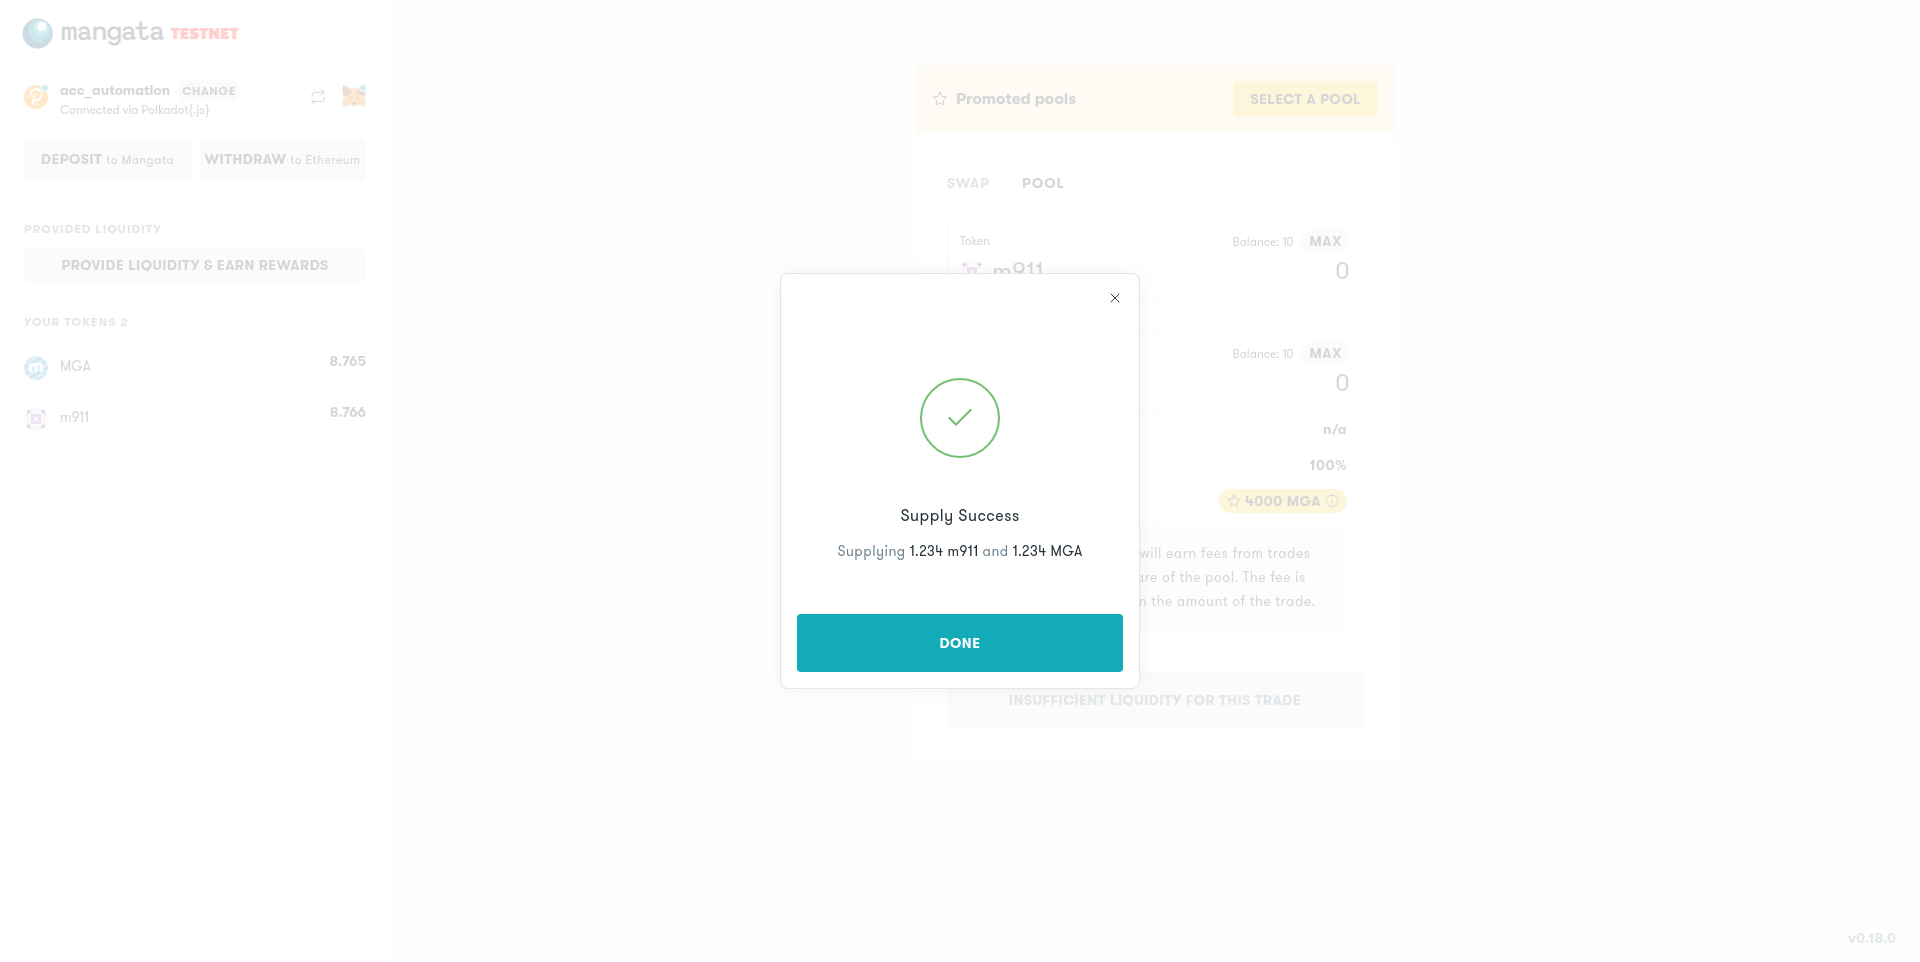 mangata TESTNET
acc_automation CHANGE
Connected via Polkadot{.js}
DEPOSIT to Mangata
WITHDRAW to Ethereum
PROVIDED LIQUIDITY
PROVIDE LIQUIDITY & EARN REWARDS
YOUR TOKENS 2
MGA 8.765
m911 8.766
Promoted pools
SELECT A POOL
SWAP POOL
Token
Balance: 10 MAX
m911 0
Balance: 10 MAX
0
n/a
100%
4000 MGA
will earn fees from trades
of the pool. The fee is
the amount of the trade.
INSUFFICIENT LIQUIDITY FOR THIS TRADE
Supply Success
Supplying 1.234 m911 and 1.234 MGA
DONE
v0.18.0